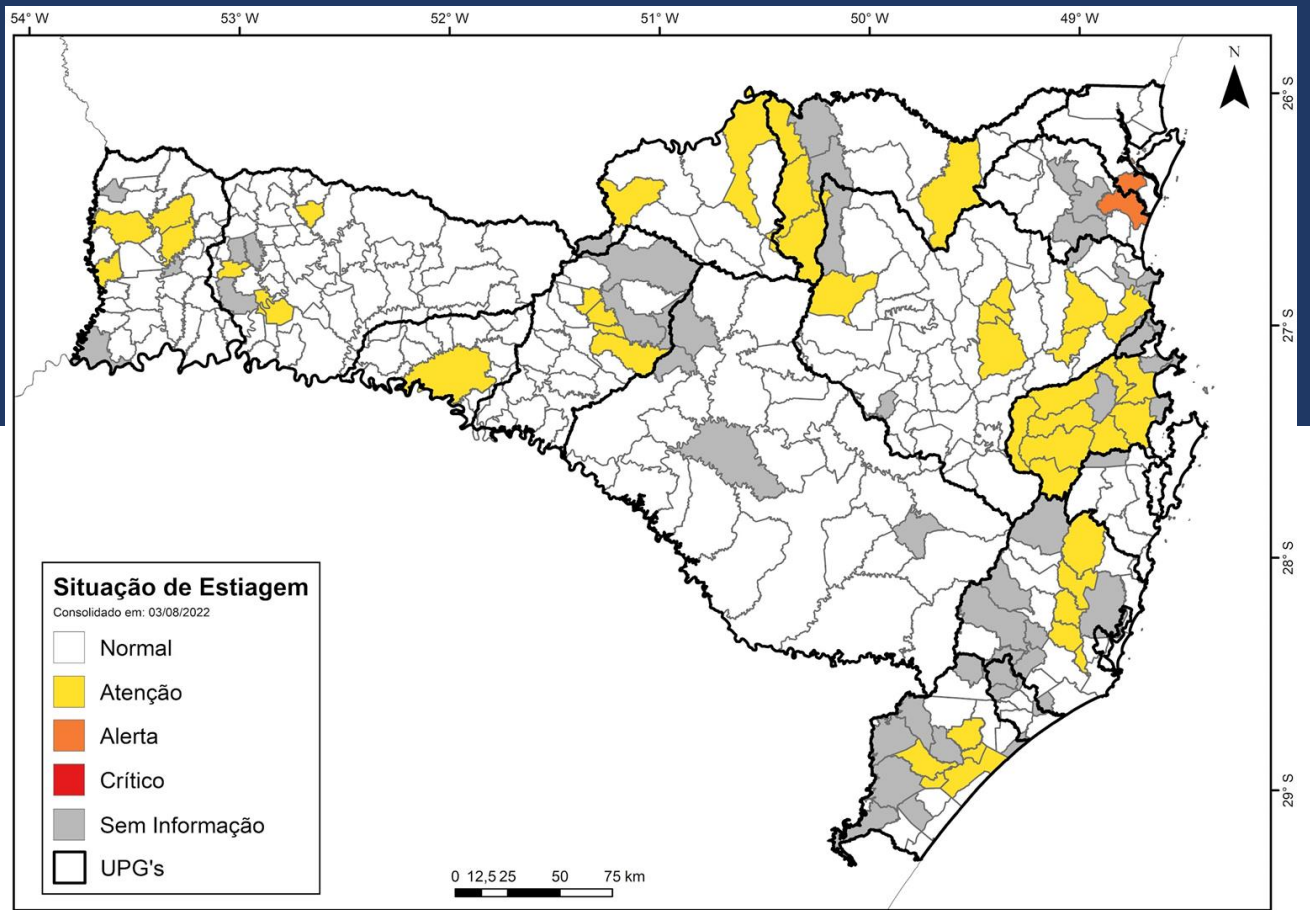 54° W
53° W
52° W
51° W
50° W
49° W
N
26° S
27° S
28° S
29° S
Situação de Estiagem
Consolidado em: 03/08/2022
Normal
Atenção
Alerta
Crítico
Sem Informação
UPG's
0 12,5 25 50 75 km